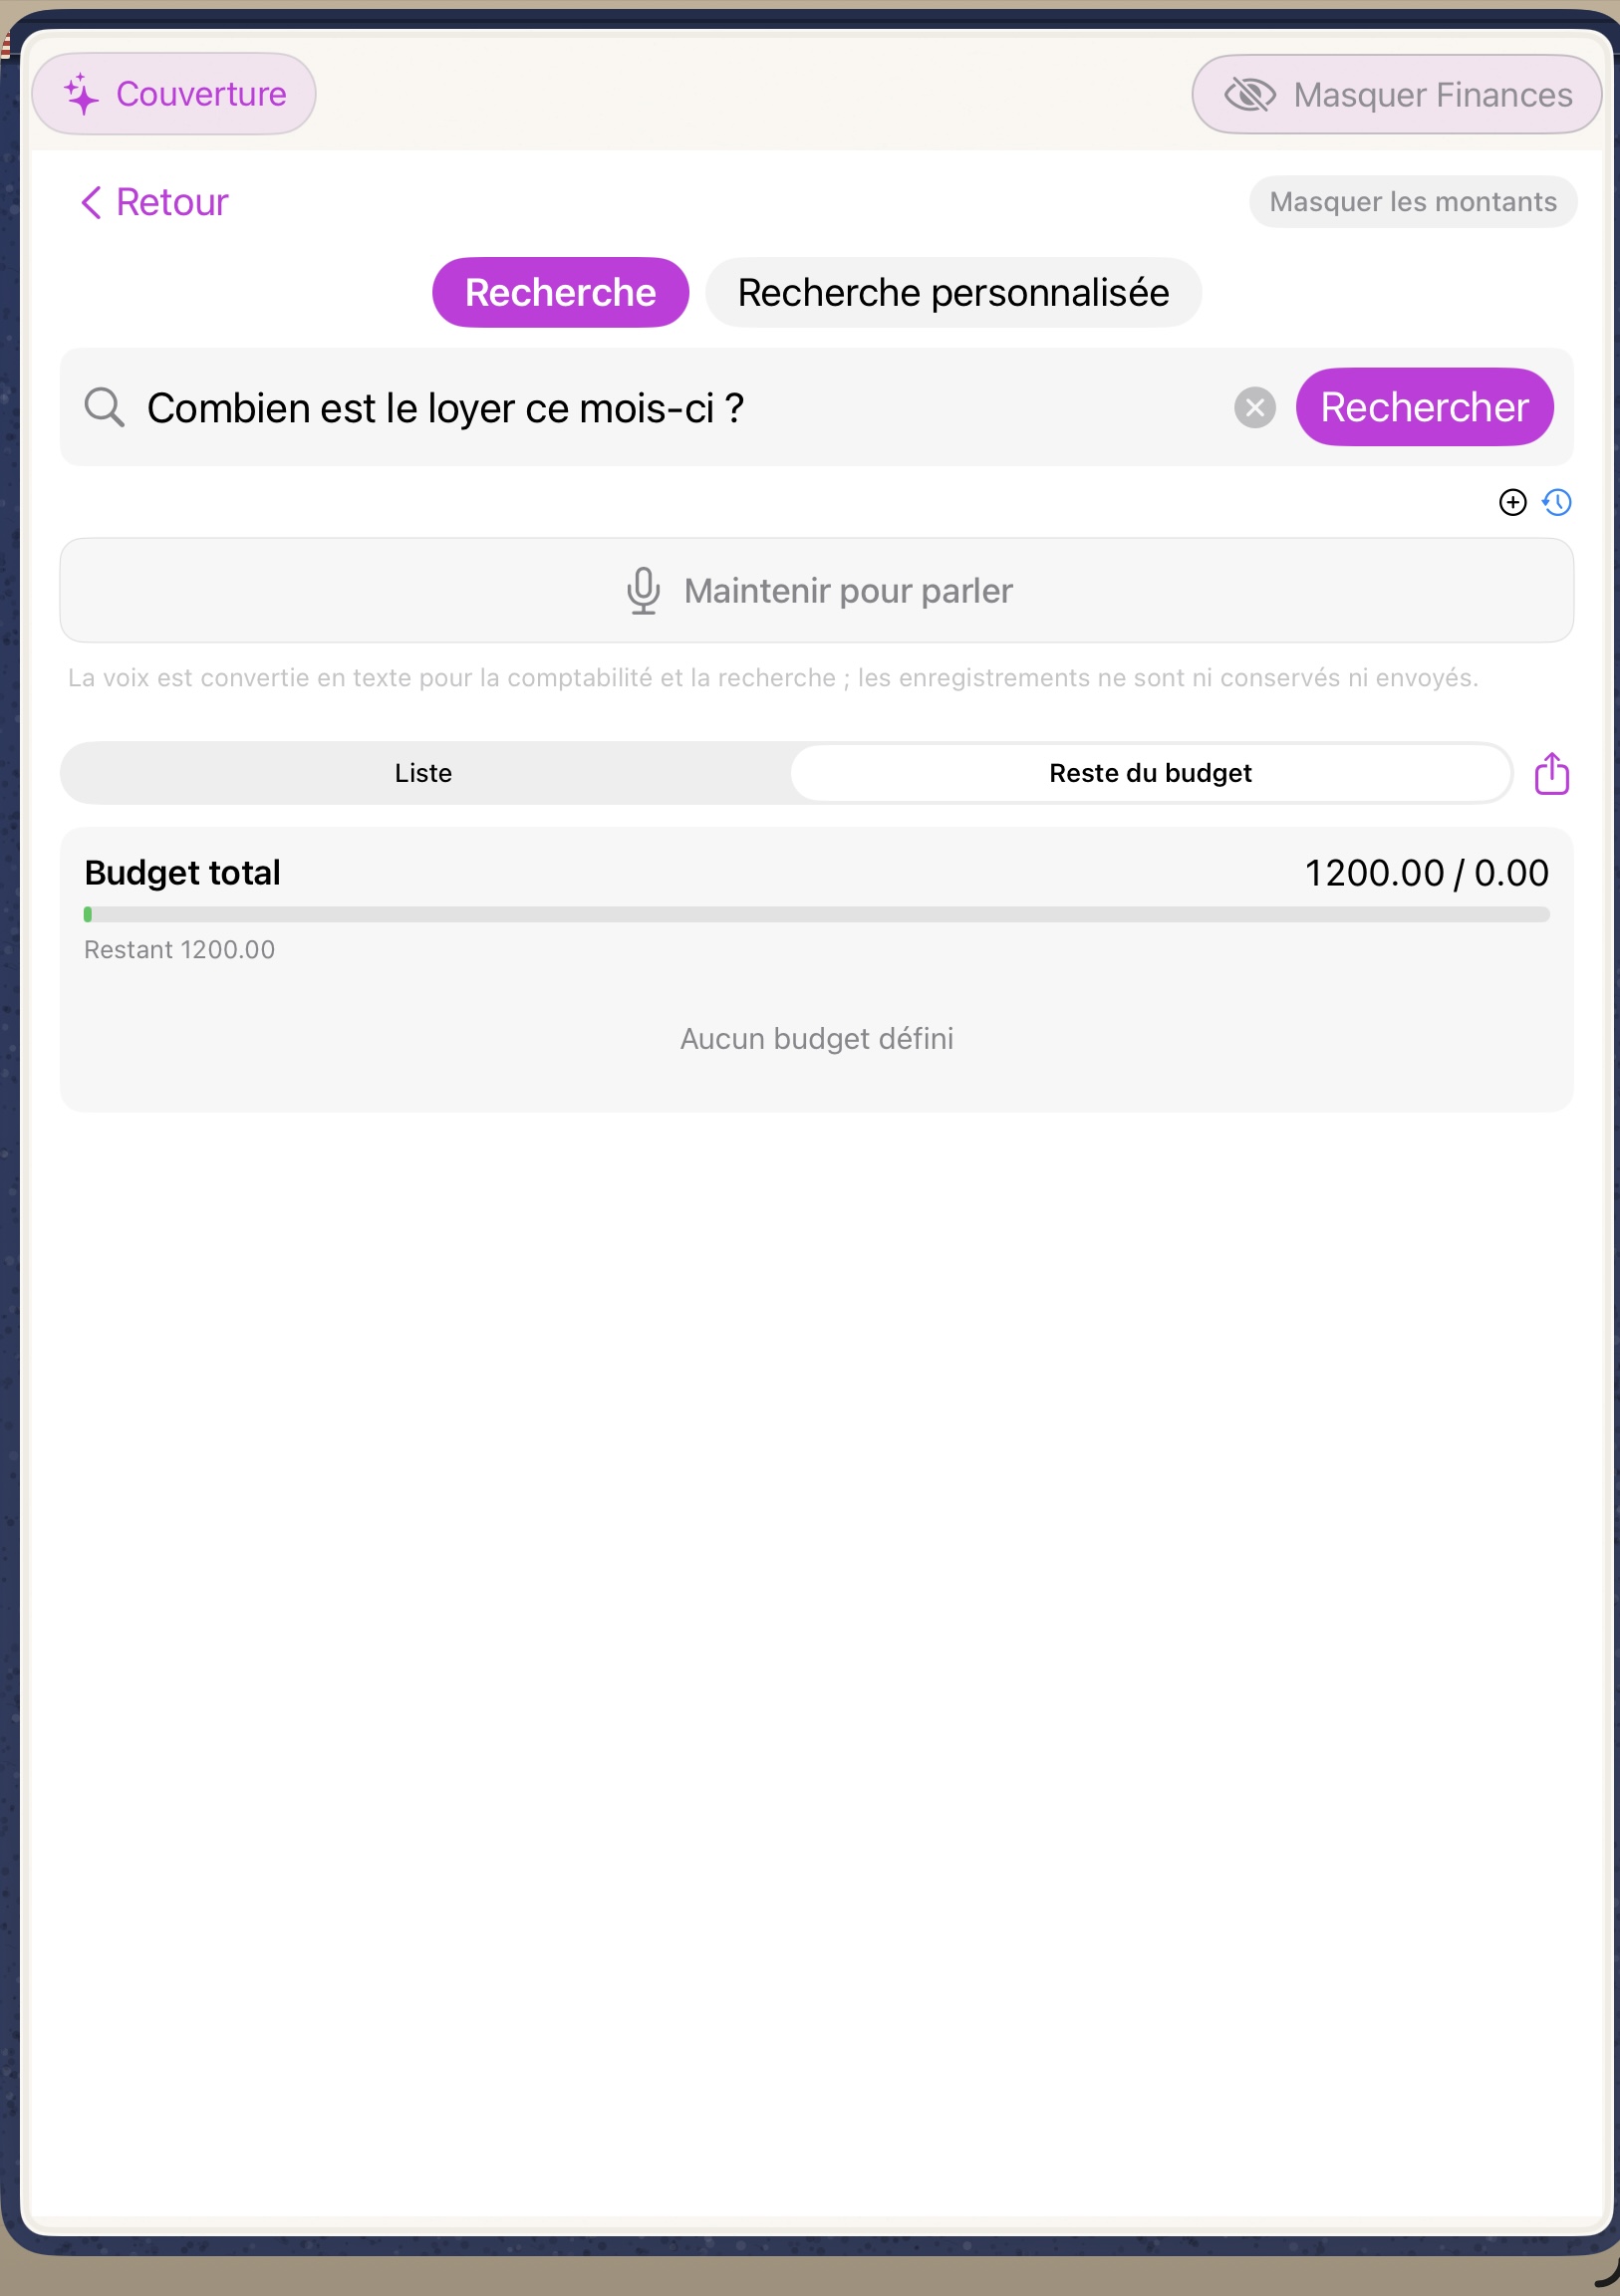 Couverture
Masquer Finances
Retour
Masquer les montants
Recherche
Recherche personnalisée
Combien est le loyer ce mois-ci ?
Rechercher
Maintenir pour parler
La voix est convertie en texte pour la comptabilité et la recherche ; les enregistrements ne sont ni conservés ni envoyés.
Liste
Reste du budget
Budget total
1200.00 / 0.00
Restant 1200.00
Aucun budget défini